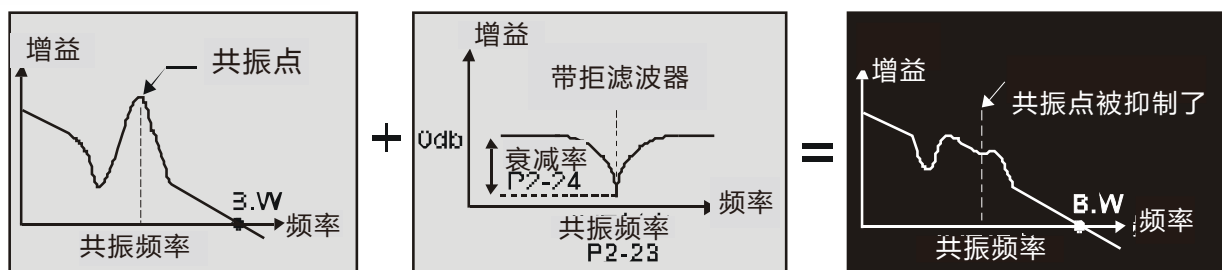 增益
共振点
B.W
频率
共振频率
+
增益
带拒滤波器
0db
衰减率
P2-24
频率
共振频率
P2-23
=
增益
共振点被抑制了
B.W
频率
共振频率